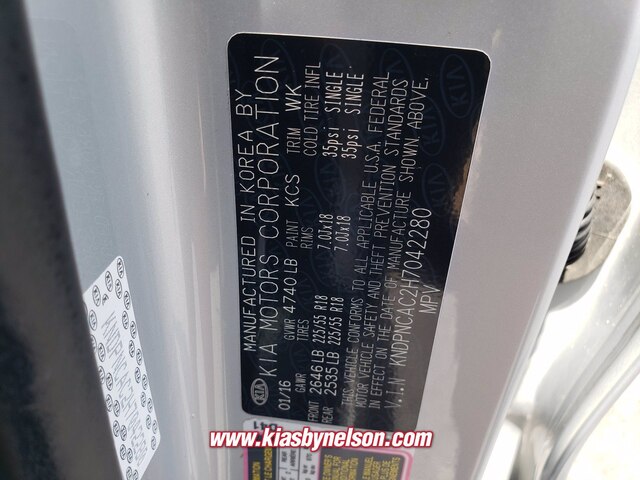 MANUFACTURED IN KOREA BY
KIA MOTORS CORPORATION
01/16 GVWR 4740 LB PAINT KCS TRIM WK
GAWR TIRES RIMS COLD TIRE INFL
FRONT 2646LB 225/55 R18 7.0Jx18 35psi SINGLE
REAR 2535LB 225/55 R18 7.0Jx18 35psi SINGLE
THIS VEHICLE CONFORMS TO ALL APPLICABLE U.S.A. FEDERAL
MOTOR VEHICLE SAFETY AND THEFT PREVENTION STANDARDS
IN EFFECT ON THE DATE OF MANUFACTURE SHOWN ABOVE.
V.I.N KNDPNCAC2H7042280
MPV
KIA
www.kiasbynelson.com